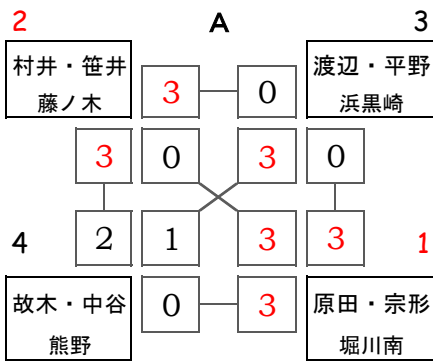 2 A 3
村井・笹井 3 0 渡辺・平野
藤ノ木 浜黒崎
3 0 3 0
4 2 1 3 3 1
故木・中谷 0 3 原田・宗形
熊野 堀川南